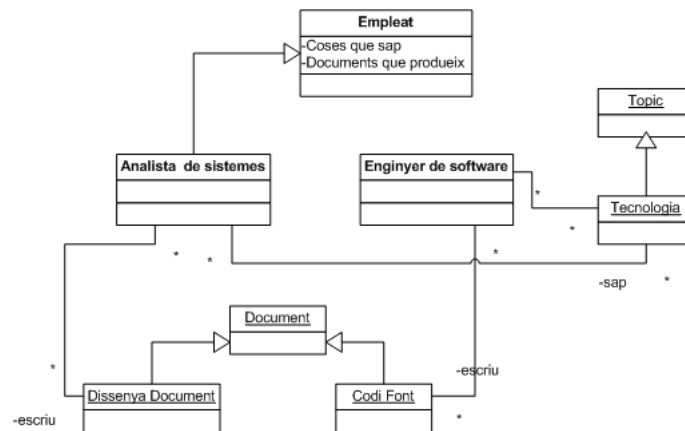 Empleat
-Coses que sap
-Documents que produeix
Topic
Analista de sistemes
Enginyer de software
*
Tecnologia
*
*
*
*
-sap
*
Document
*
-escriu
Dissenya Document
Codi Font
-escriu
*